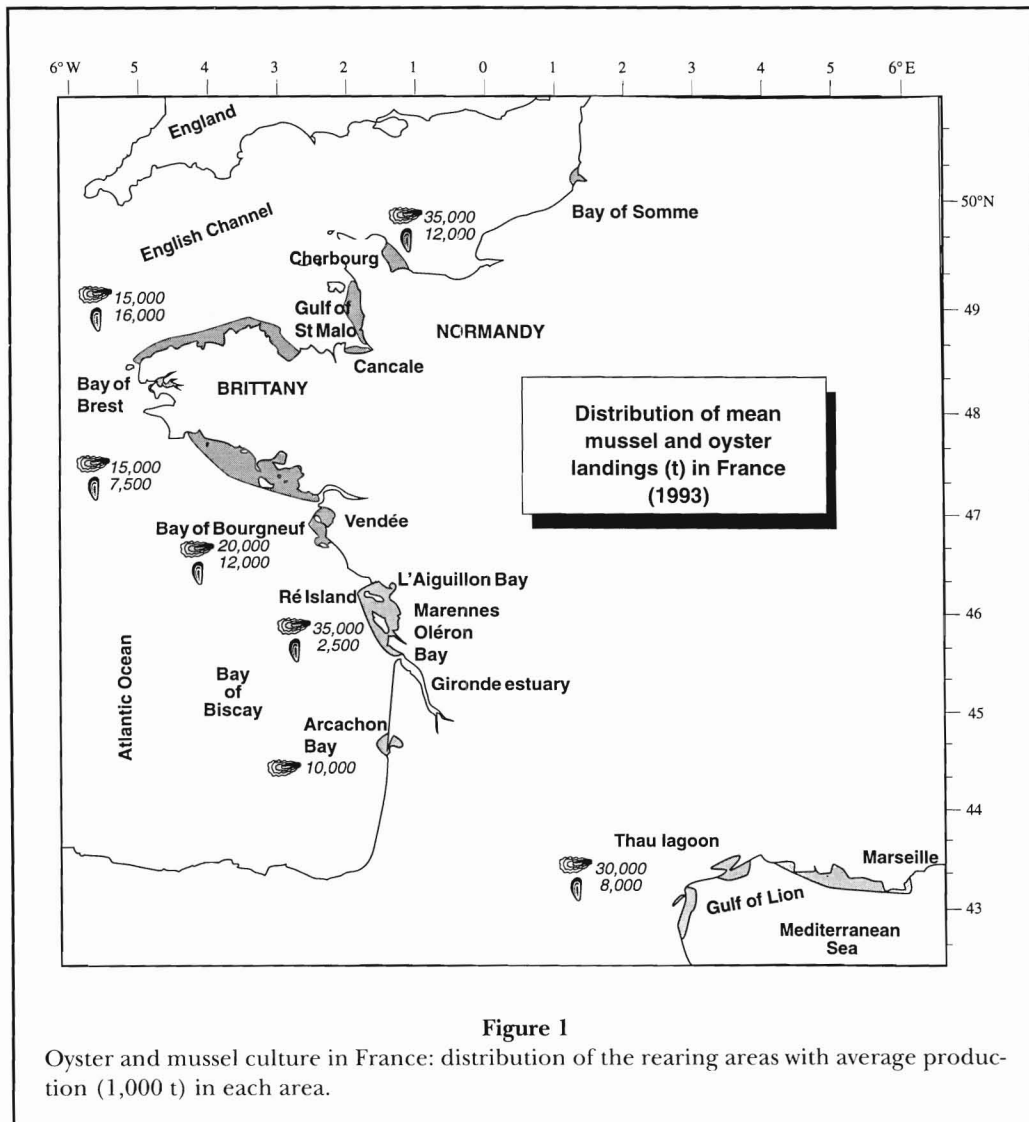 6° W 5 4 3 2 1 0 1 2 3 4 5 6° E
England
Bay of Somme
50°N
35,000
12,000
English Channel
Cherbourg
15,000
16,000
49
Gulf of
St Malo
NORMANDY
Cancale
Bay of
Brest
BRITTANY
48
Distribution of mean
mussel and oyster
landings (t) in France
(1993)
15,000
7,500
47
Vendée
Bay of Bourgneuf
20,000
12,000
L'Aiguillon Bay
46
Ré Island
35,000
2,500
Marennes
Oléron
Bay
Atlantic Ocean
Bay
of
Biscay
Gironde estuary
45
Arcachon
Bay
10,000
44
Thau lagoon
30,000
8,000
Marseille
Gulf of Lion
43
Mediterranean
Sea
Figure 1
Oyster and mussel culture in France: distribution of the rearing areas with average produc-
tion (1,000 t) in each area.